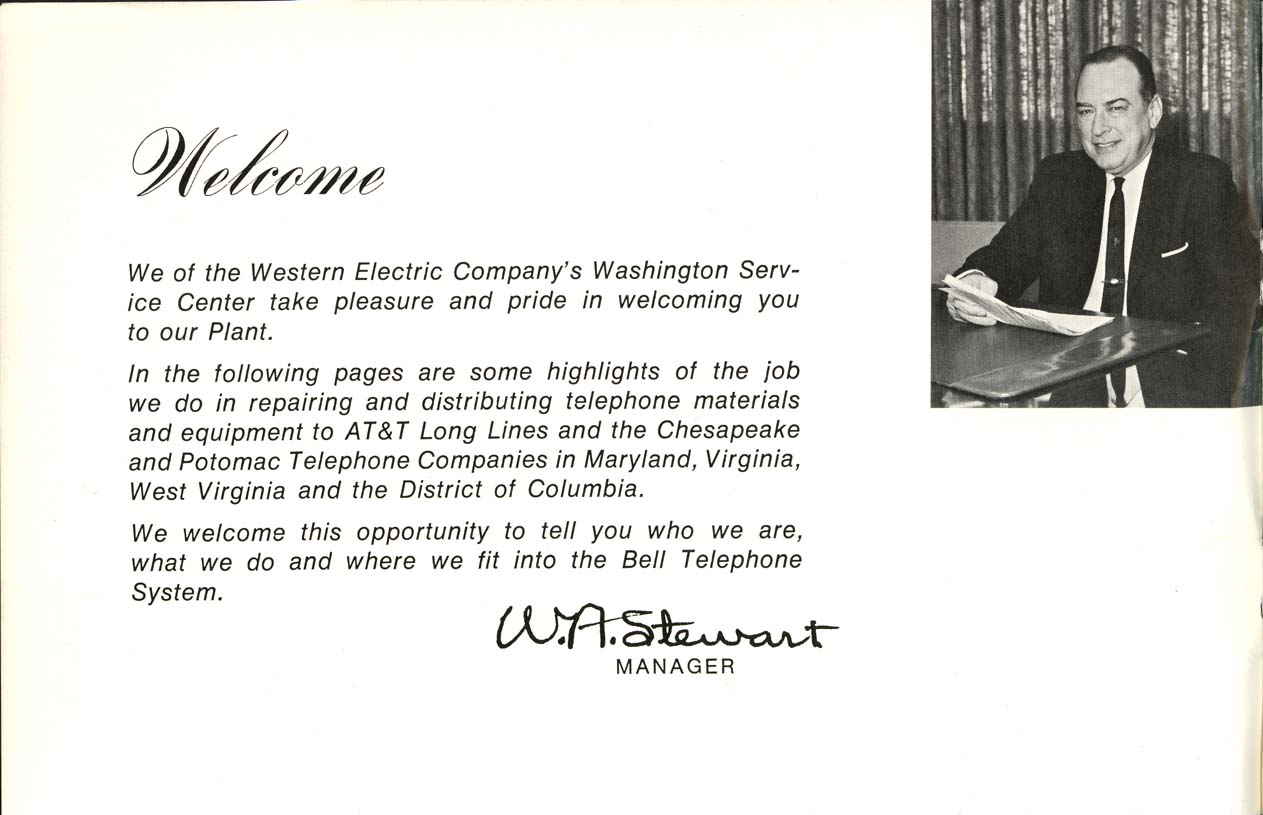 Welcome
We of the Western Electric Company's Washington Serv-
ice Center take pleasure and pride in welcoming you
to our Plant.
In the following pages are some highlights of the job
we do in repairing and distributing telephone materials
and equipment to AT&T Long Lines and the Chesapeake
and Potomac Telephone Companies in Maryland, Virginia,
West Virginia and the District of Columbia.
We welcome this opportunity to tell you who we are,
what we do and where we fit into the Bell Telephone
System.
W.A. Stewart
MANAGER